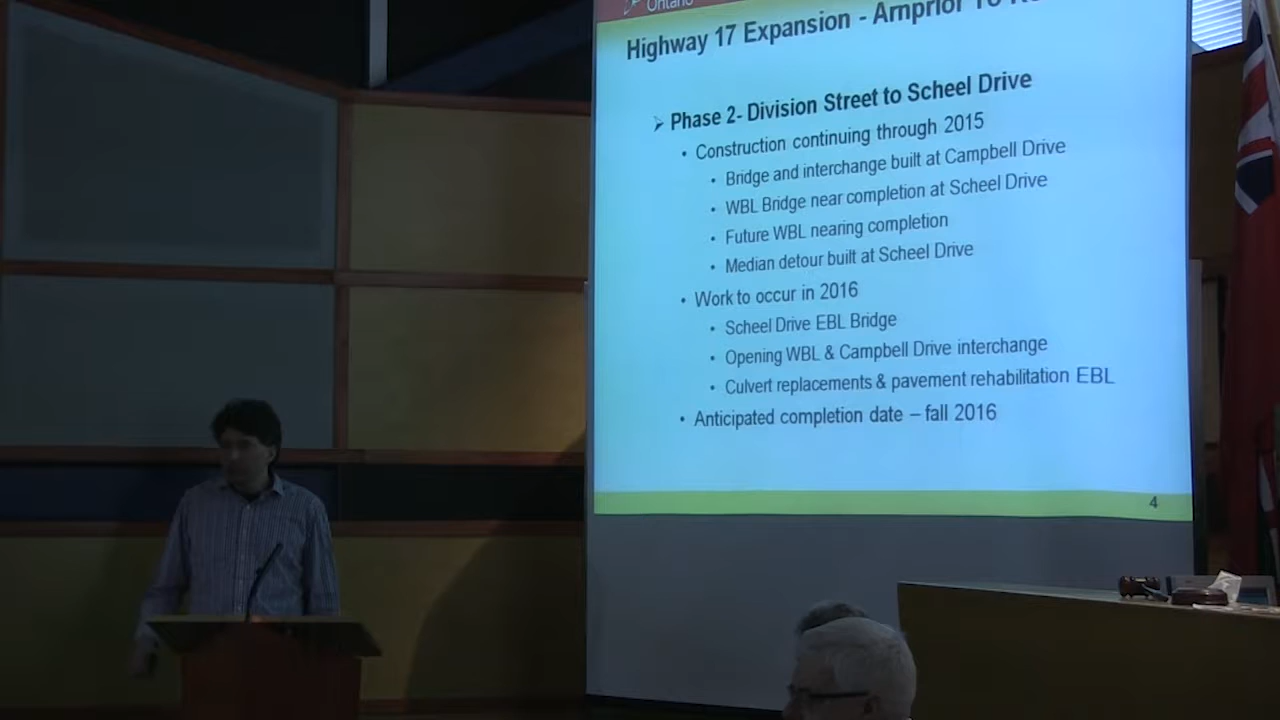 Ontario
Highway 17 Expansion - Arnprior To
➢ Phase 2- Division Street to Scheel Drive
• Construction continuing through 2015
• Bridge and interchange built at Campbell Drive
• WBL Bridge near completion at Scheel Drive
• Future WBL nearing completion
• Median detour built at Scheel Drive
• Work to occur in 2016
• Scheel Drive EBL Bridge
• Opening WBL & Campbell Drive interchange
• Culvert replacements & pavement rehabilitation EBL
• Anticipated completion date – fall 2016
4